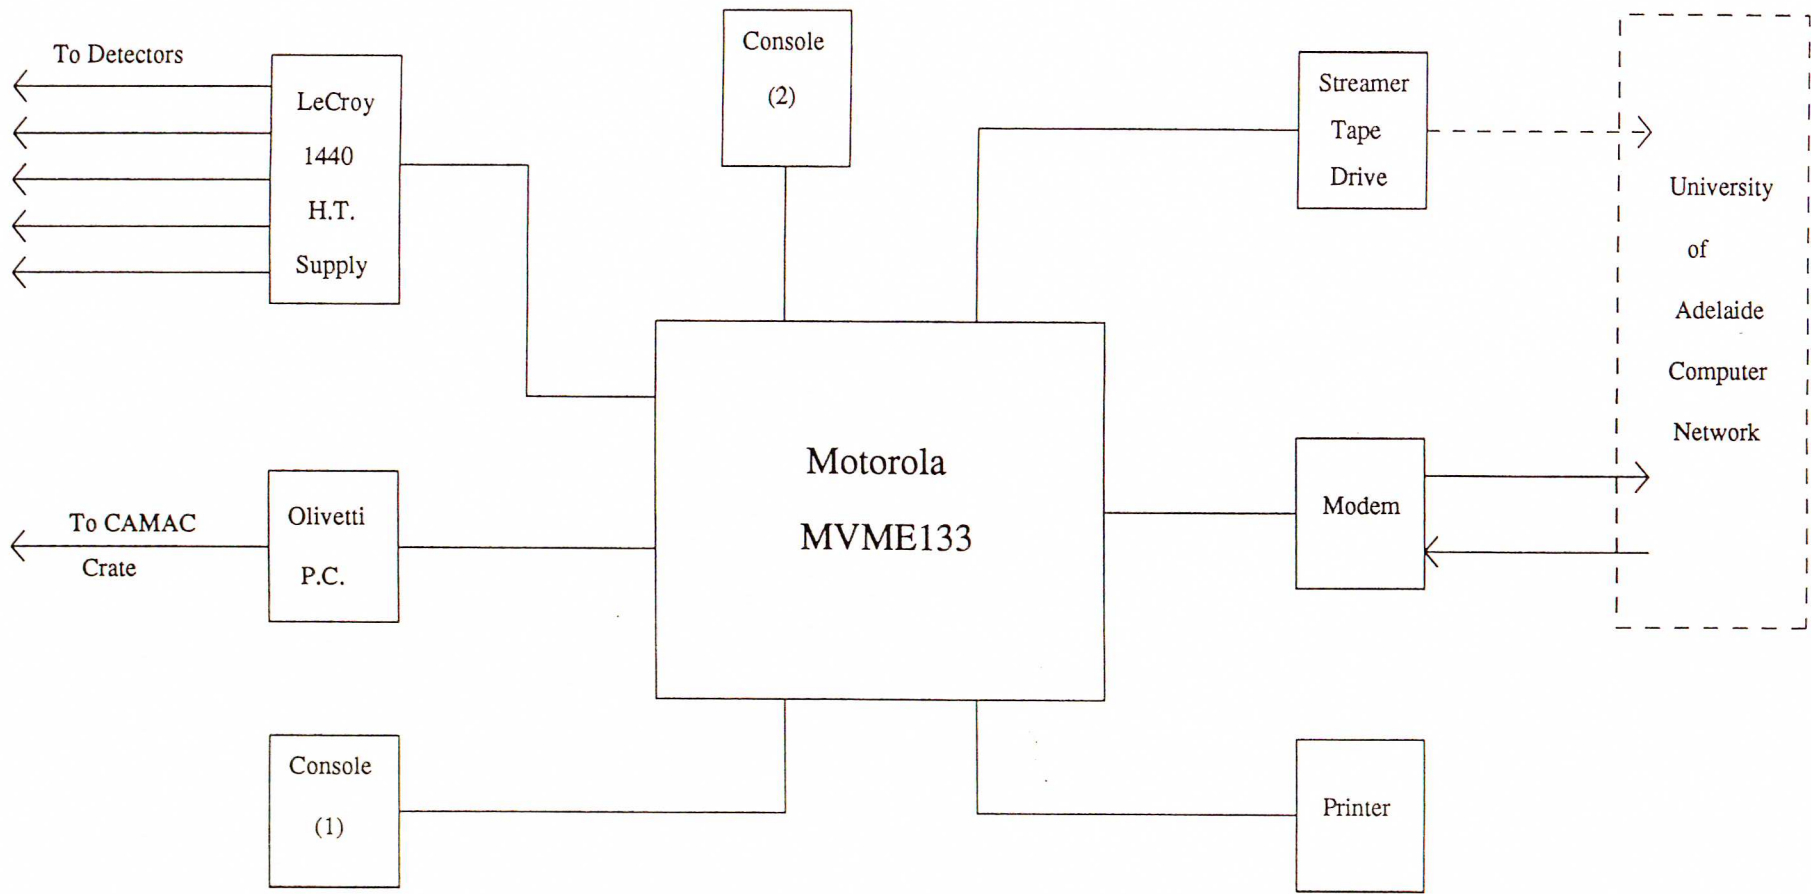 To Detectors
LeCroy
1440
H.T.
Supply
Console
(2)
Streamer
Tape
Drive
University
of
Adelaide
Computer
Network
Motorola
MVME133
Modem
To CAMAC
Crate
Olivetti
P.C.
Console
(1)
Printer